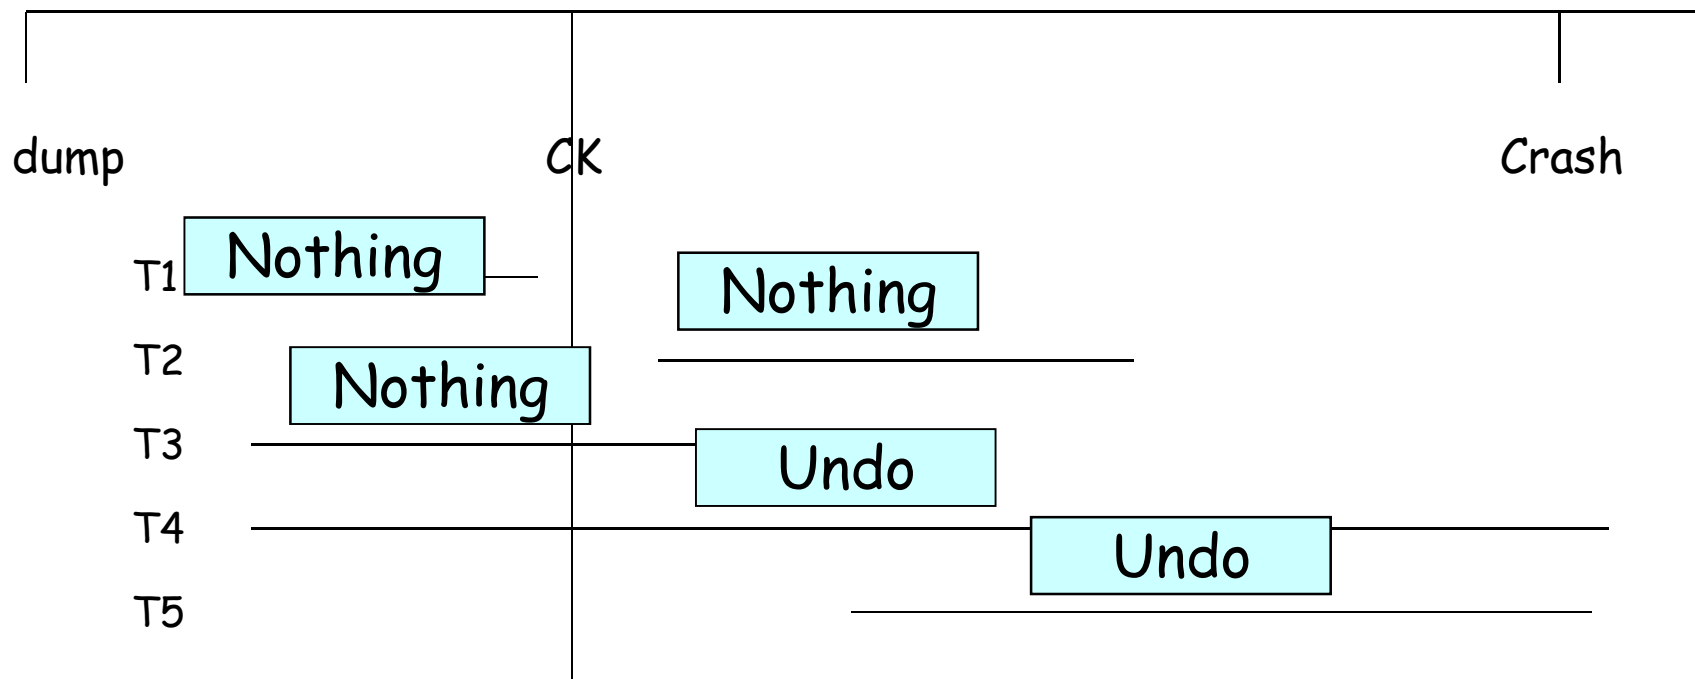 dump CK Crash
Nothing
T1
Nothing
T2
Nothing
T3
Undo
T4
Undo
T5